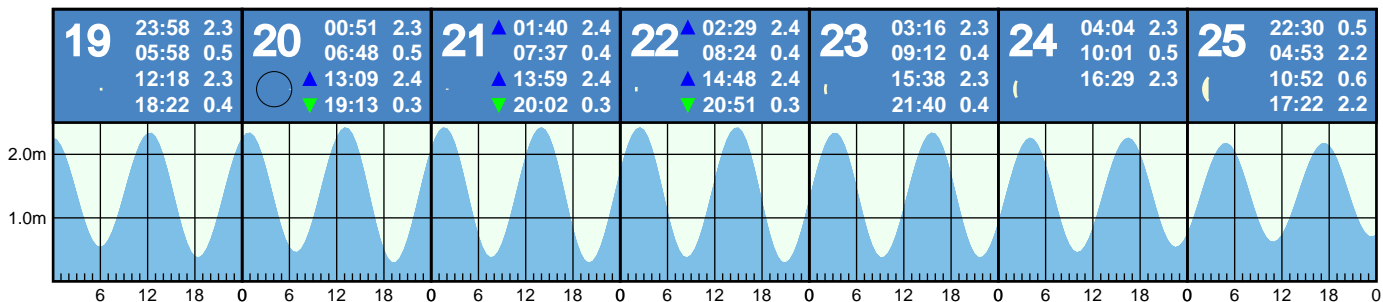 19 23:58 2.3
05:58 0.5
12:18 2.3
18:22 0.4
20 00:51 2.3
06:48 0.5
▲ 13:09 2.4
▼ 19:13 0.3
21 ▲ 01:40 2.4
07:37 0.4
▲ 13:59 2.4
▼ 20:02 0.3
22 ▲ 02:29 2.4
08:24 0.4
▲ 14:48 2.4
▼ 20:51 0.3
23 03:16 2.3
09:12 0.4
15:38 2.3
21:40 0.4
24 04:04 2.3
10:01 0.5
16:29 2.3
25 22:30 0.5
04:53 2.2
10:52 0.6
17:22 2.2
2.0m
1.0m
6 12 18 0 6 12 18 0 6 12 18 0 6 12 18 0 6 12 18 0 6 12 18 0 6 12 18 0